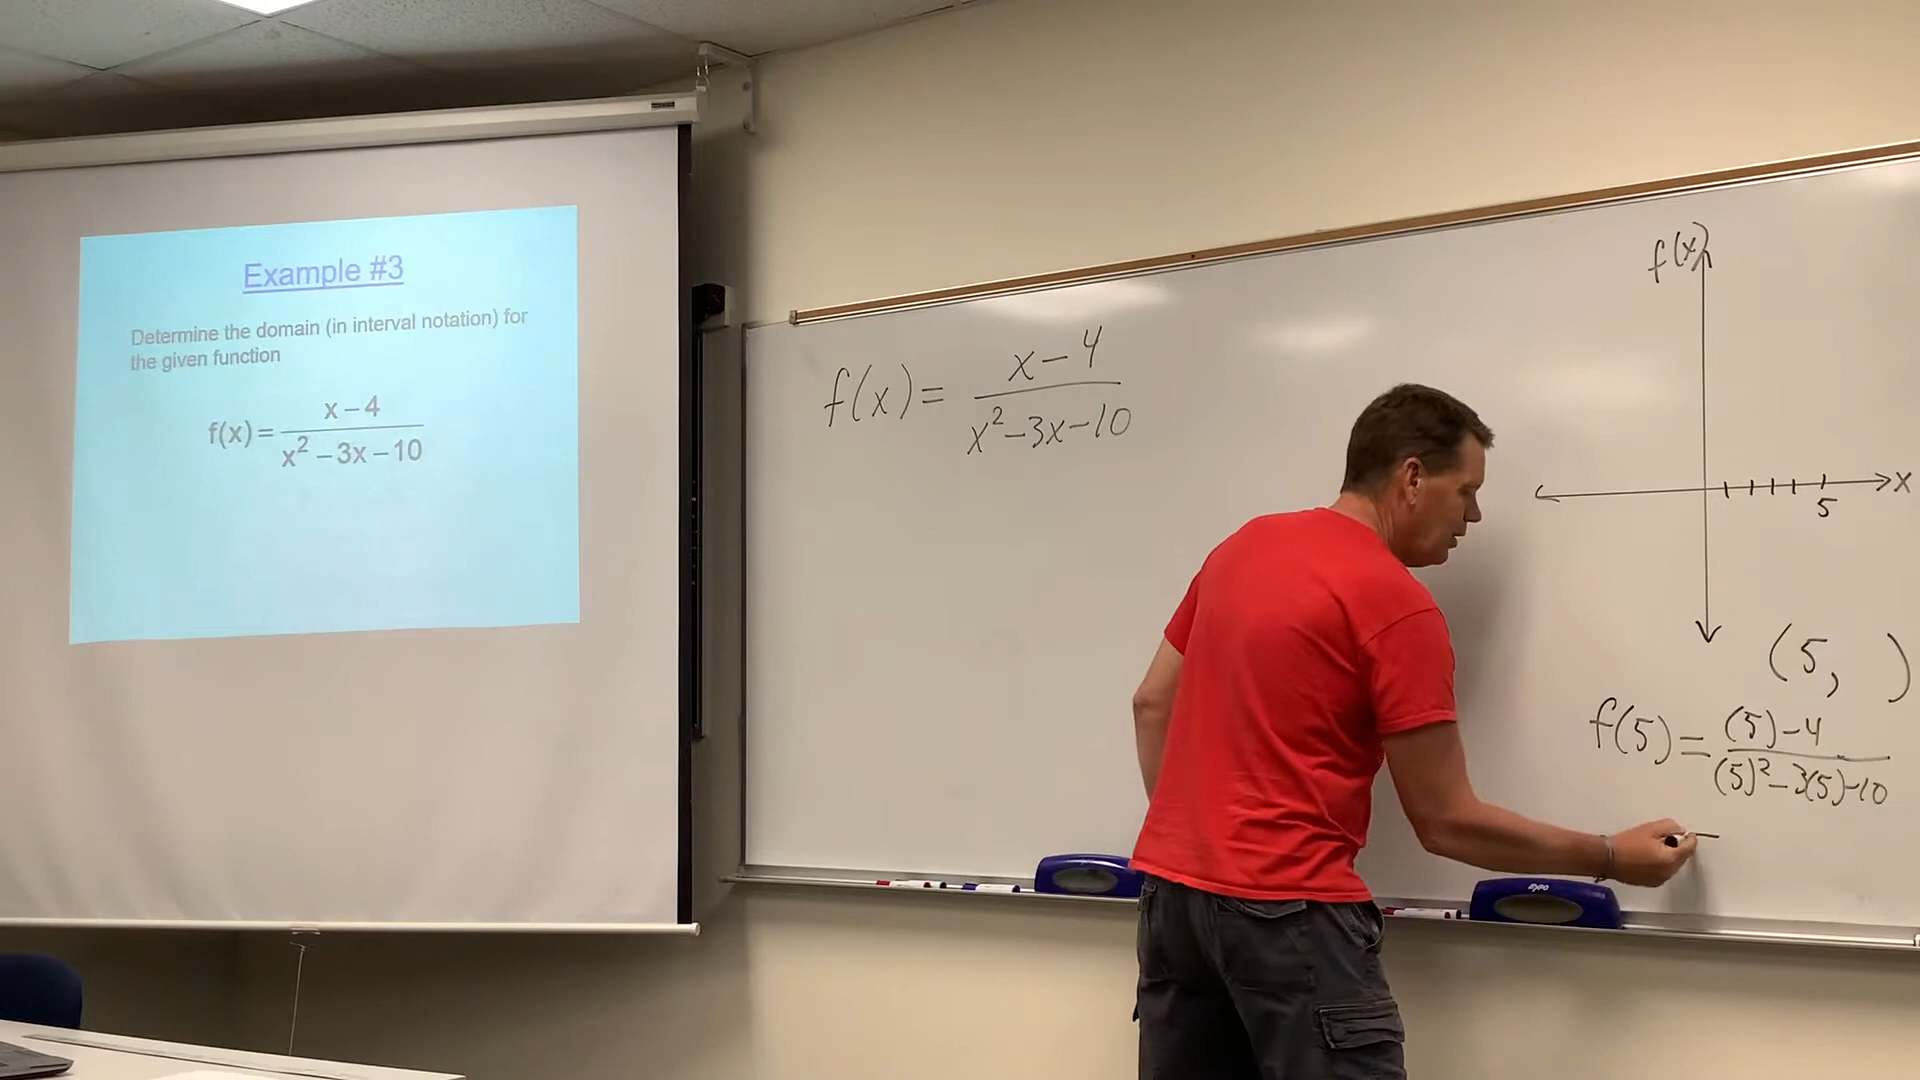 Example #3
Determine the domain (in interval notation) for
the given function
f(x) = x – 4
x² – 3x – 10
f(x) = x – 4
x² – 3x – 10
f(x)
x
5
(5, )
f(5) = (5) – 4
(5)² – 3(5) – 10
EXPO